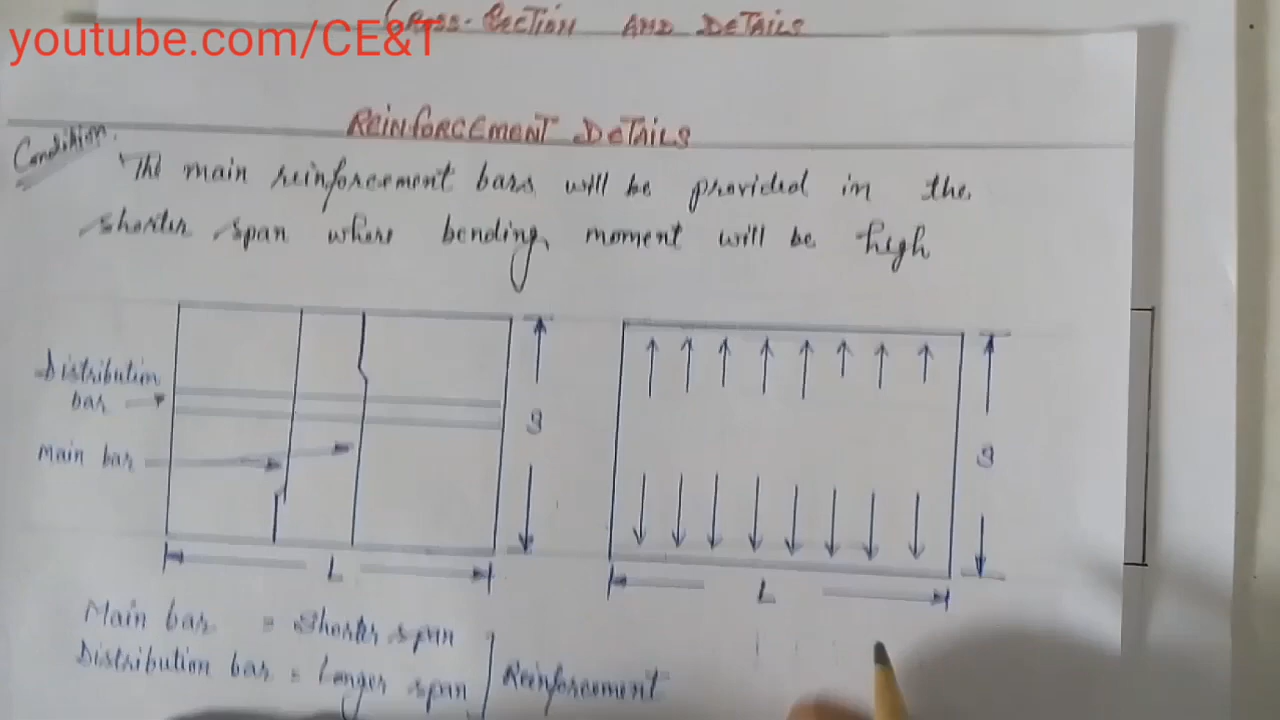 Cross-Section AND DETAILS
youtube.com/CE&T
REINFORCEMENT DETAILS
Condition.
The main reinforcement bars will be provided in the
shorter span where bending moment will be high
Distribution
bar
main bar
S
L
S
L
Main bar = Shorter span
Distribution bar = Longer span
Reinforcement